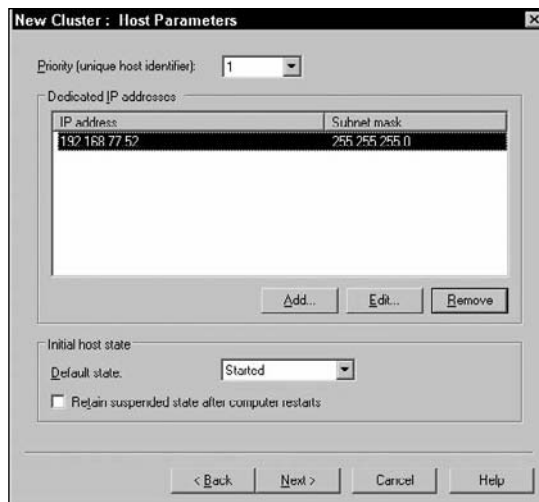 New Cluster : Host Parameters
Priority (unique host identifier): 1
Dedicated IP addresses
IP address Subnet mask
192.168.77.52 255.255.255.0
Add... Edit... Remove
Initial host state
Default state: Started
Retain suspended state after computer restarts
< Back Next > Cancel Help